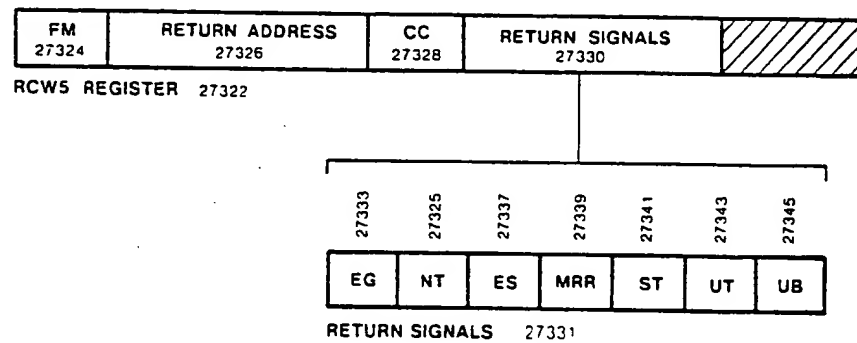 FM RETURN ADDRESS CC RETURN SIGNALS
27324 27326 27328 27330
RCWS REGISTER 27322
27333 27325 27337 27339 27341 27343 27345
EG NT ES MRR ST UT UB
RETURN SIGNALS 27331